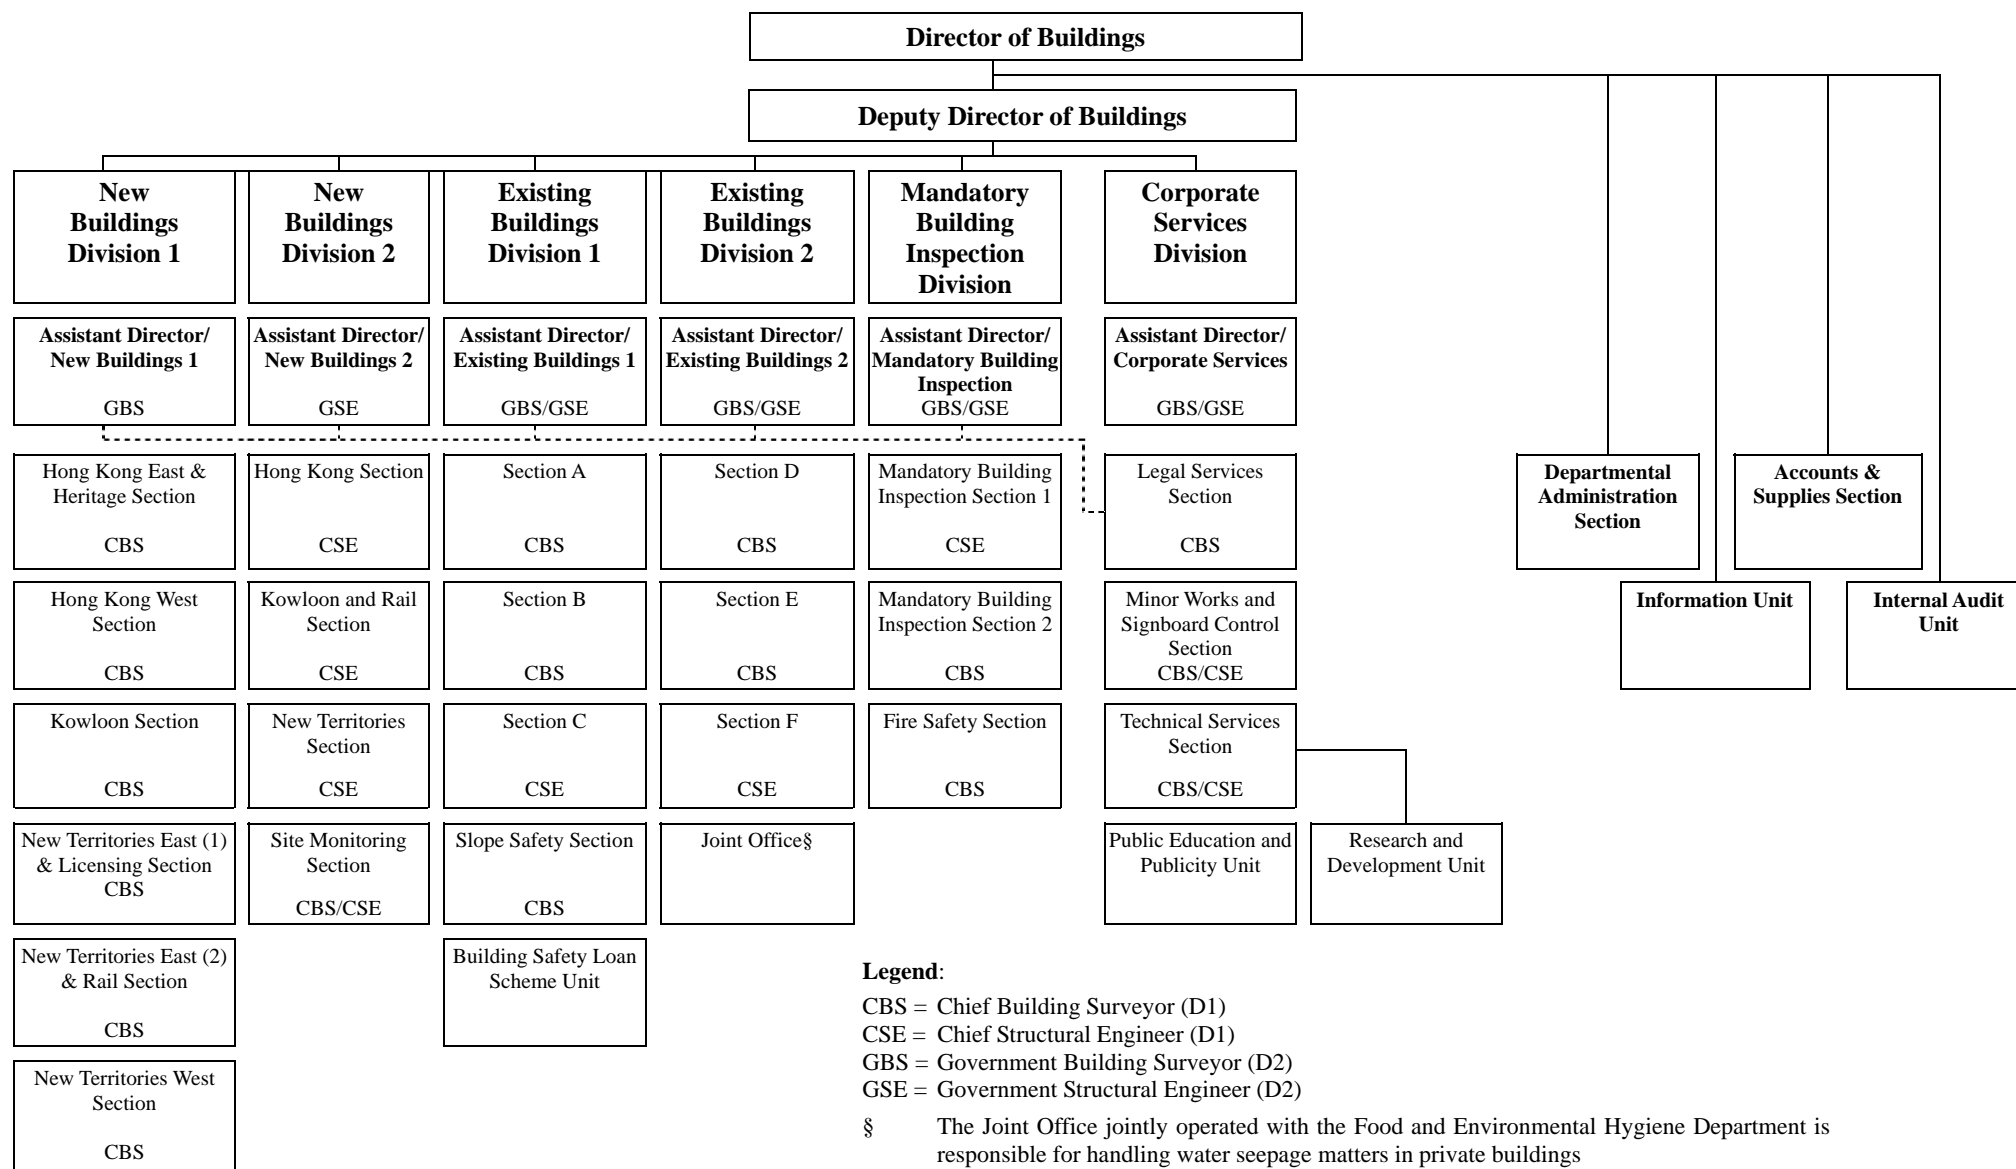 Director of Buildings
Deputy Director of Buildings
New
Buildings
Division 1
New
Buildings
Division 2
Existing
Buildings
Division 1
Existing
Buildings
Division 2
Mandatory
Building
Inspection
Division
Corporate
Services
Division
Assistant Director/
New Buildings 1
GBS
Assistant Director/
New Buildings 2
GSE
Assistant Director/
Existing Buildings 1
GBS/GSE
Assistant Director/
Existing Buildings 2
GBS/GSE
Assistant Director/
Mandatory Building
Inspection
GBS/GSE
Assistant Director/
Corporate Services
GBS/GSE
Hong Kong East &
Heritage Section
CBS
Hong Kong Section
CSE
Section A
CBS
Section D
CBS
Mandatory Building
Inspection Section 1
CSE
Legal Services
Section
CBS
Departmental
Administration
Section
Accounts &
Supplies Section
Hong Kong West
Section
CBS
Kowloon and Rail
Section
CSE
Section B
CBS
Section E
CBS
Mandatory Building
Inspection Section 2
CBS
Minor Works and
Signboard Control
Section
CBS/CSE
Information Unit
Internal Audit
Unit
Kowloon Section
CBS
New Territories
Section
CSE
Section C
CSE
Section F
CSE
Fire Safety Section
CBS
Technical Services
Section
CBS/CSE
New Territories East (1)
& Licensing Section
CBS
Site Monitoring
Section
CBS/CSE
Slope Safety Section
CBS
Joint Office§
Public Education and
Publicity Unit
Research and
Development Unit
New Territories East (2)
& Rail Section
CBS
Building Safety Loan
Scheme Unit
New Territories West
Section
CBS
Legend:
CBS = Chief Building Surveyor (D1)
CSE = Chief Structural Engineer (D1)
GBS = Government Building Surveyor (D2)
GSE = Government Structural Engineer (D2)
§ The Joint Office jointly operated with the Food and Environmental Hygiene Department is
responsible for handling water seepage matters in private buildings